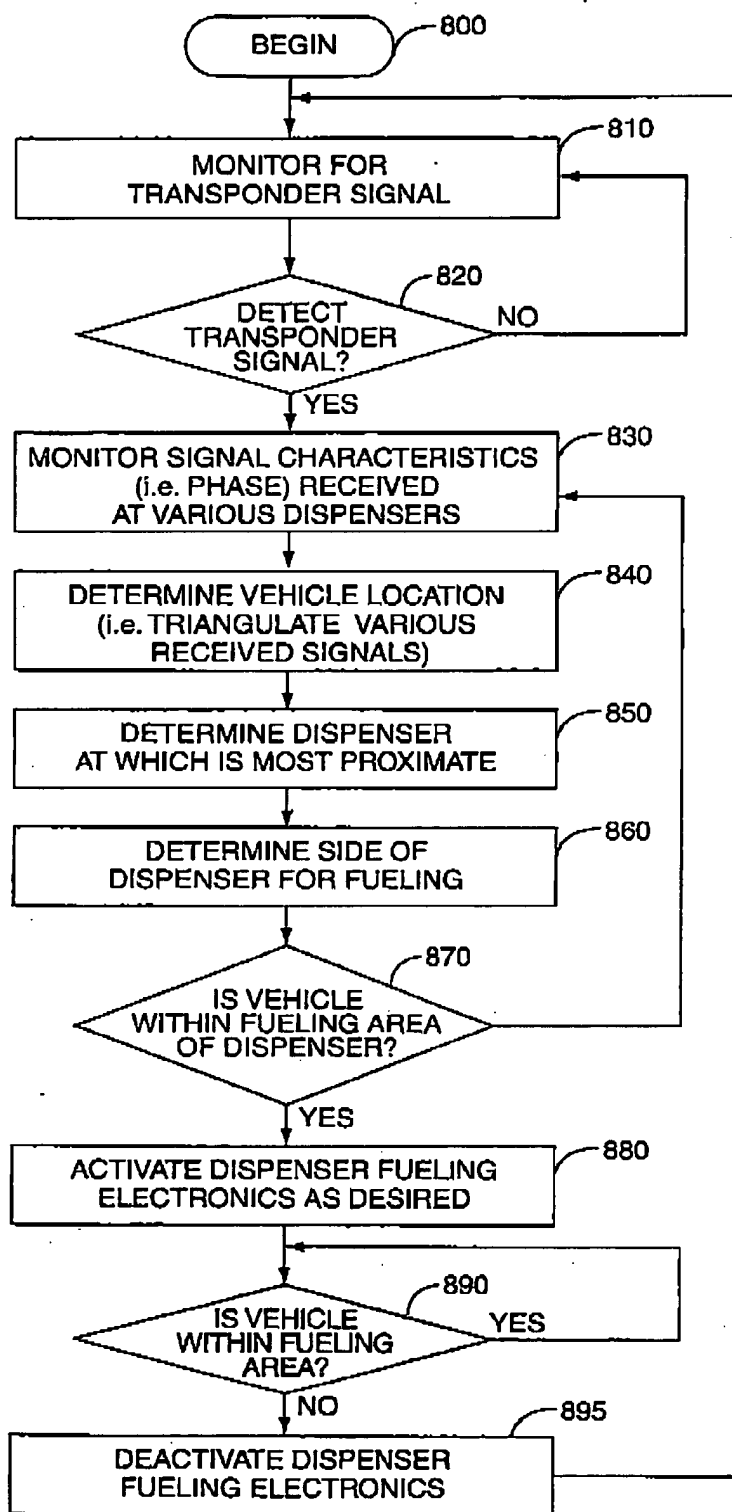 BEGIN
800
810
MONITOR FOR
TRANSPONDER SIGNAL
820
DETECT
TRANSPONDER
SIGNAL?
NO
YES
830
MONITOR SIGNAL CHARACTERISTICS
(i.e. PHASE) RECEIVED
AT VARIOUS DISPENSERS
840
DETERMINE VEHICLE LOCATION
(i.e. TRIANGULATE VARIOUS
RECEIVED SIGNALS)
850
DETERMINE DISPENSER
AT WHICH IS MOST PROXIMATE
860
DETERMINE SIDE OF
DISPENSER FOR FUELING
870
IS VEHICLE
WITHIN FUELING AREA
OF DISPENSER?
YES
880
ACTIVATE DISPENSER FUELING
ELECTRONICS AS DESIRED
890
IS VEHICLE
WITHIN FUELING
AREA?
YES
NO
895
DEACTIVATE DISPENSER
FUELING ELECTRONICS